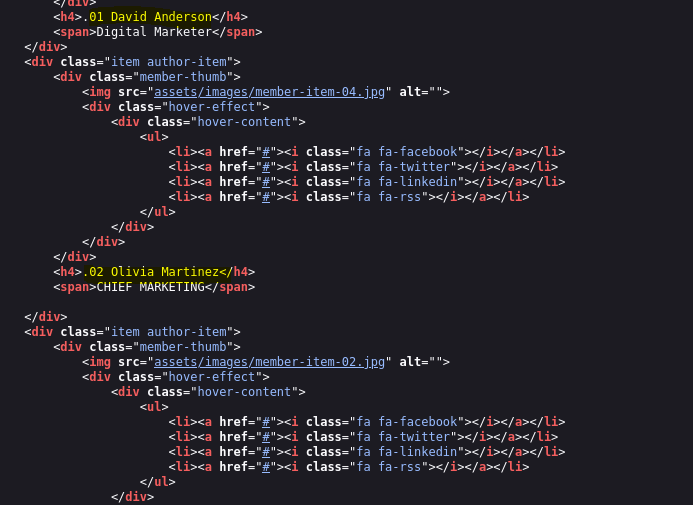 </div>
<h4>.01 David Anderson</h4>
<span>Digital Marketer</span>
</div>
<div class="item author-item">
<div class="member-thumb">
<img src="assets/images/member-item-04.jpg" alt="">
<div class="hover-effect">
<div class="hover-content">
<ul>
<li><a href="#"><i class="fa fa-facebook"></i></a></li>
<li><a href="#"><i class="fa fa-twitter"></i></a></li>
<li><a href="#"><i class="fa fa-linkedin"></i></a></li>
<li><a href="#"><i class="fa fa-rss"></i></a></li>
</ul>
</div>
</div>
</div>
<h4>.02 Olivia Martinez</h4>
<span>CHIEF MARKETING</span>
</div>
<div class="item author-item">
<div class="member-thumb">
<img src="assets/images/member-item-02.jpg" alt="">
<div class="hover-effect">
<div class="hover-content">
<ul>
<li><a href="#"><i class="fa fa-facebook"></i></a></li>
<li><a href="#"><i class="fa fa-twitter"></i></a></li>
<li><a href="#"><i class="fa fa-linkedin"></i></a></li>
<li><a href="#"><i class="fa fa-rss"></i></a></li>
</ul>
</div>